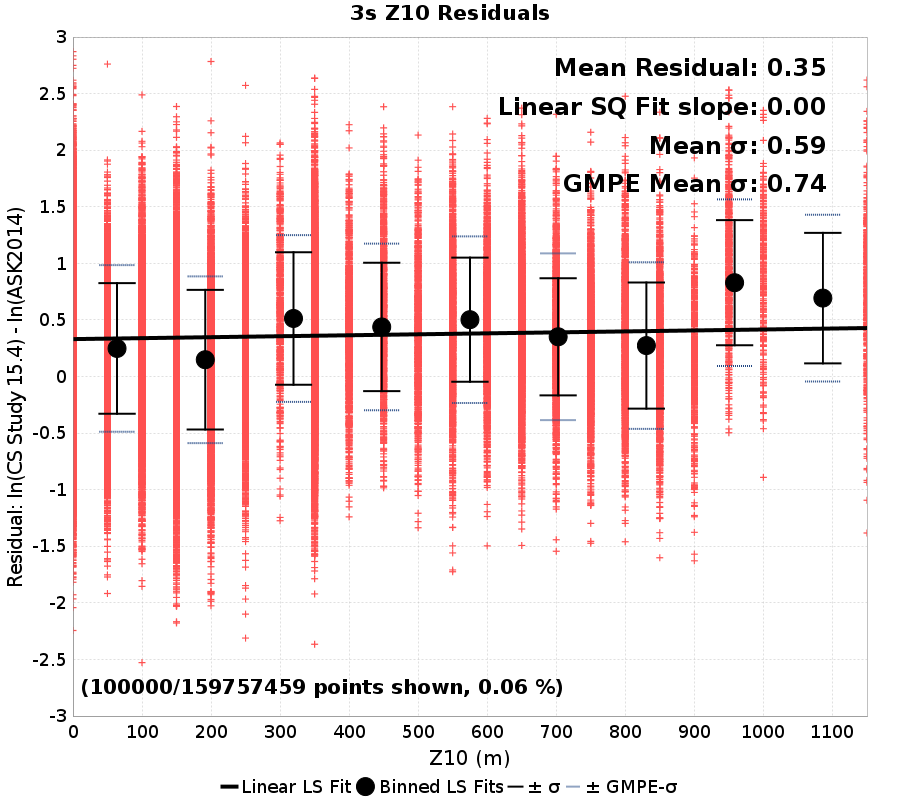 3s Z10 Residuals
Mean Residual: 0.35
Linear SQ Fit slope: 0.00
Mean σ: 0.59
GMPE Mean σ: 0.74
Residual: ln(CS Study 15.4) - ln(ASK2014)
3
2.5
2
1.5
1
0.5
0
-0.5
-1
-1.5
-2
-2.5
-3
(100000/159757459 points shown, 0.06 %)
0 100 200 300 400 500 600 700 800 900 1000 1100
Z10 (m)
Linear LS Fit Binned LS Fits ± σ ± GMPE-σ